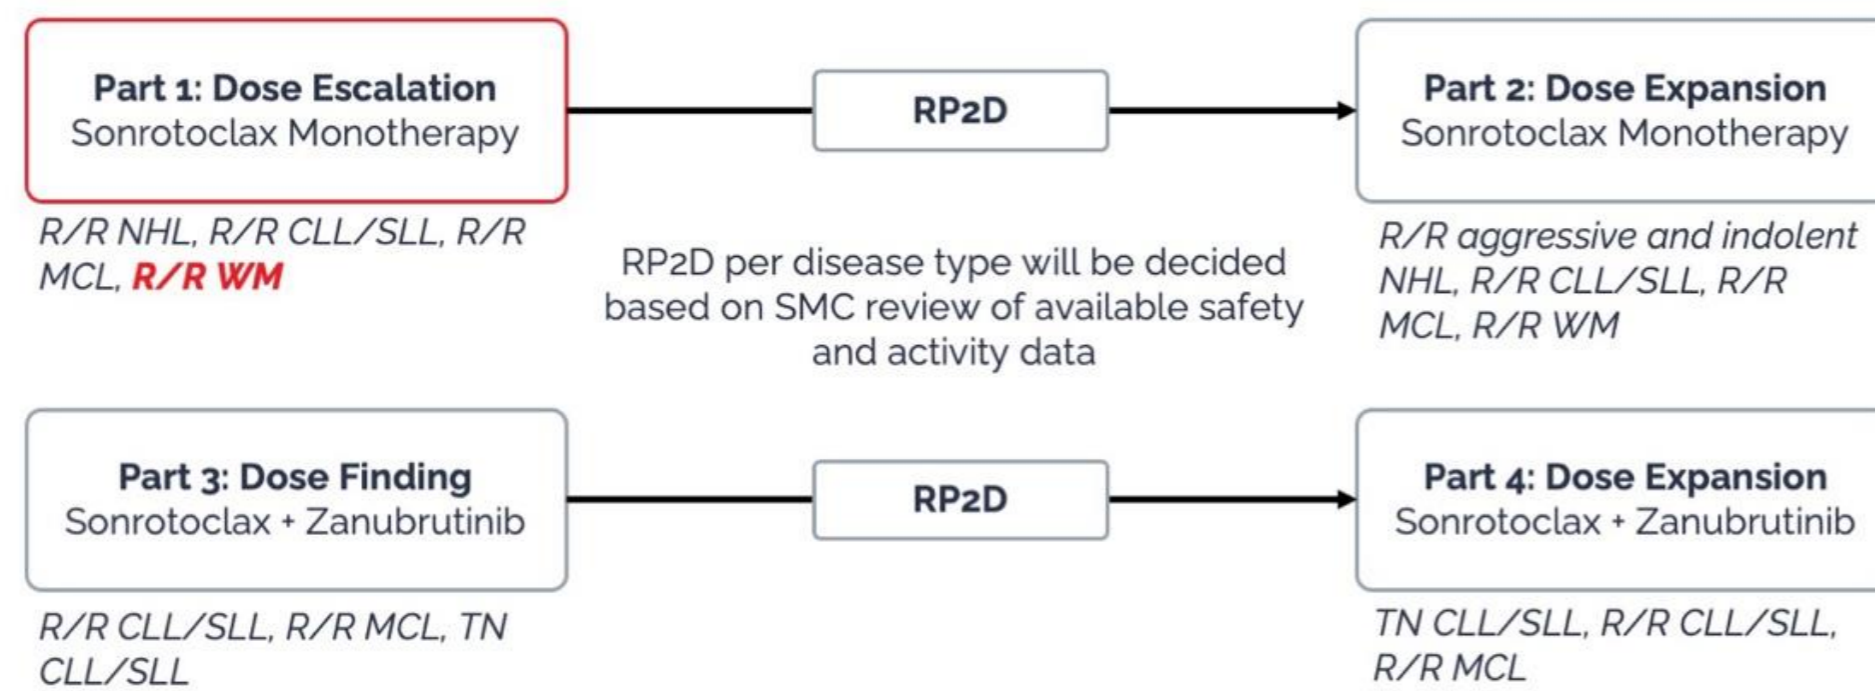 Part 1: Dose Escalation
Sonrotoclax Monotherapy
R/R NHL, R/R CLL/SLL, R/R
MCL, R/R WM
RP2D
RP2D per disease type will be decided
based on SMC review of available safety
and activity data
Part 2: Dose Expansion
Sonrotoclax Monotherapy
R/R aggressive and indolent
NHL, R/R CLL/SLL, R/R
MCL, R/R WM
Part 3: Dose Finding
Sonrotoclax + Zanubrutinib
R/R CLL/SLL, R/R MCL, TN
CLL/SLL
RP2D
Part 4: Dose Expansion
Sonrotoclax + Zanubrutinib
TN CLL/SLL, R/R CLL/SLL,
R/R MCL